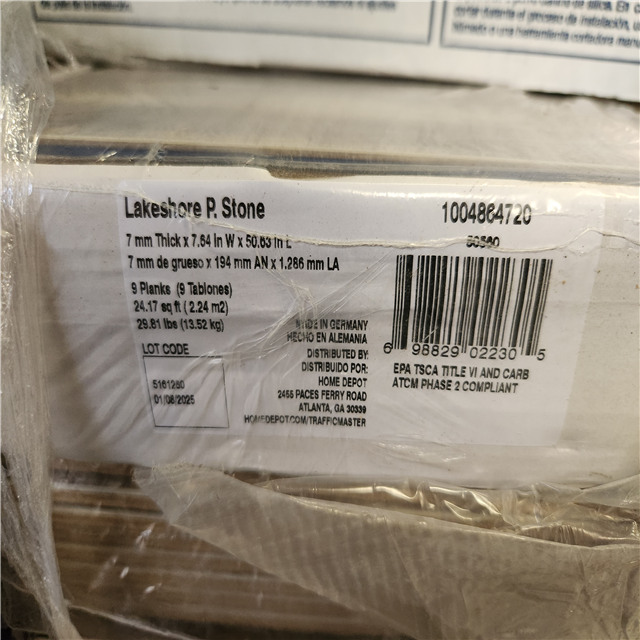 Lakeshore P. Stone
1004864720
7 mm Thick x 7.64 in W x 50.63 in L
7 mm de grueso x 194 mm AN x 1.286 mm LA
9 Planks (9 Tablones)
24.17 sq ft ( 2.24 m2)
29.81 lbs (13.52 kg)
LOT CODE
5161250
01/08/2025
MADE IN GERMANY
HECHO EN ALEMANIA
DISTRIBUTED BY:
DISTRIBUIDO POR:
HOME DEPOT
2455 PACES FERRY ROAD
ATLANTA, GA 30339
HOMEDEPOT.COM/TRAFFICMASTER
6 98829 02230 5
EPA TSCA TITLE VI AND CARB
ATCM PHASE 2 COMPLIANT